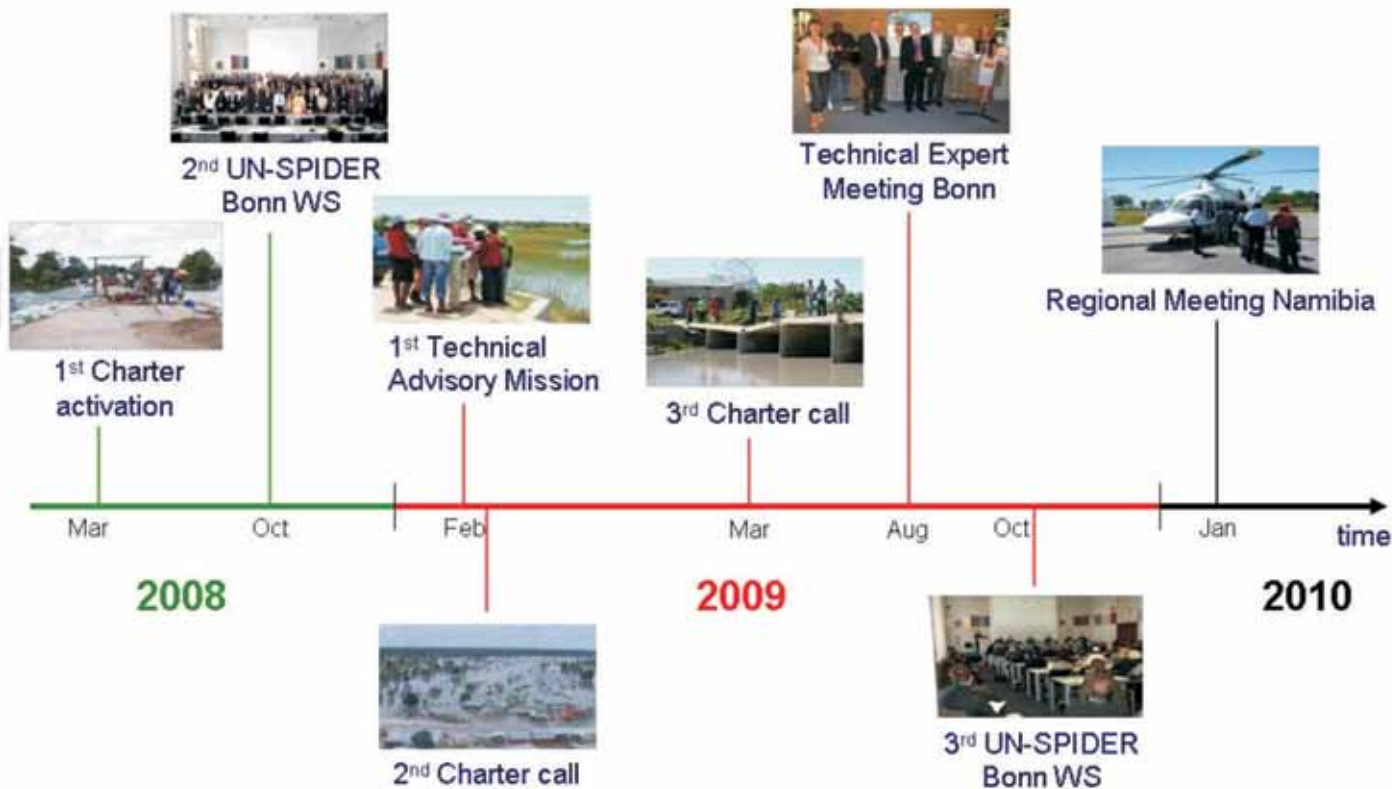 2nd UN-SPIDER
Bonn WS
Technical Expert
Meeting Bonn
Regional Meeting Namibia
1st Charter
activation
1st Technical
Advisory Mission
3rd Charter call
Mar
Oct
Feb
Mar
Aug
Oct
Jan
time
2008
2009
2010
2nd Charter call
3rd UN-SPIDER
Bonn WS